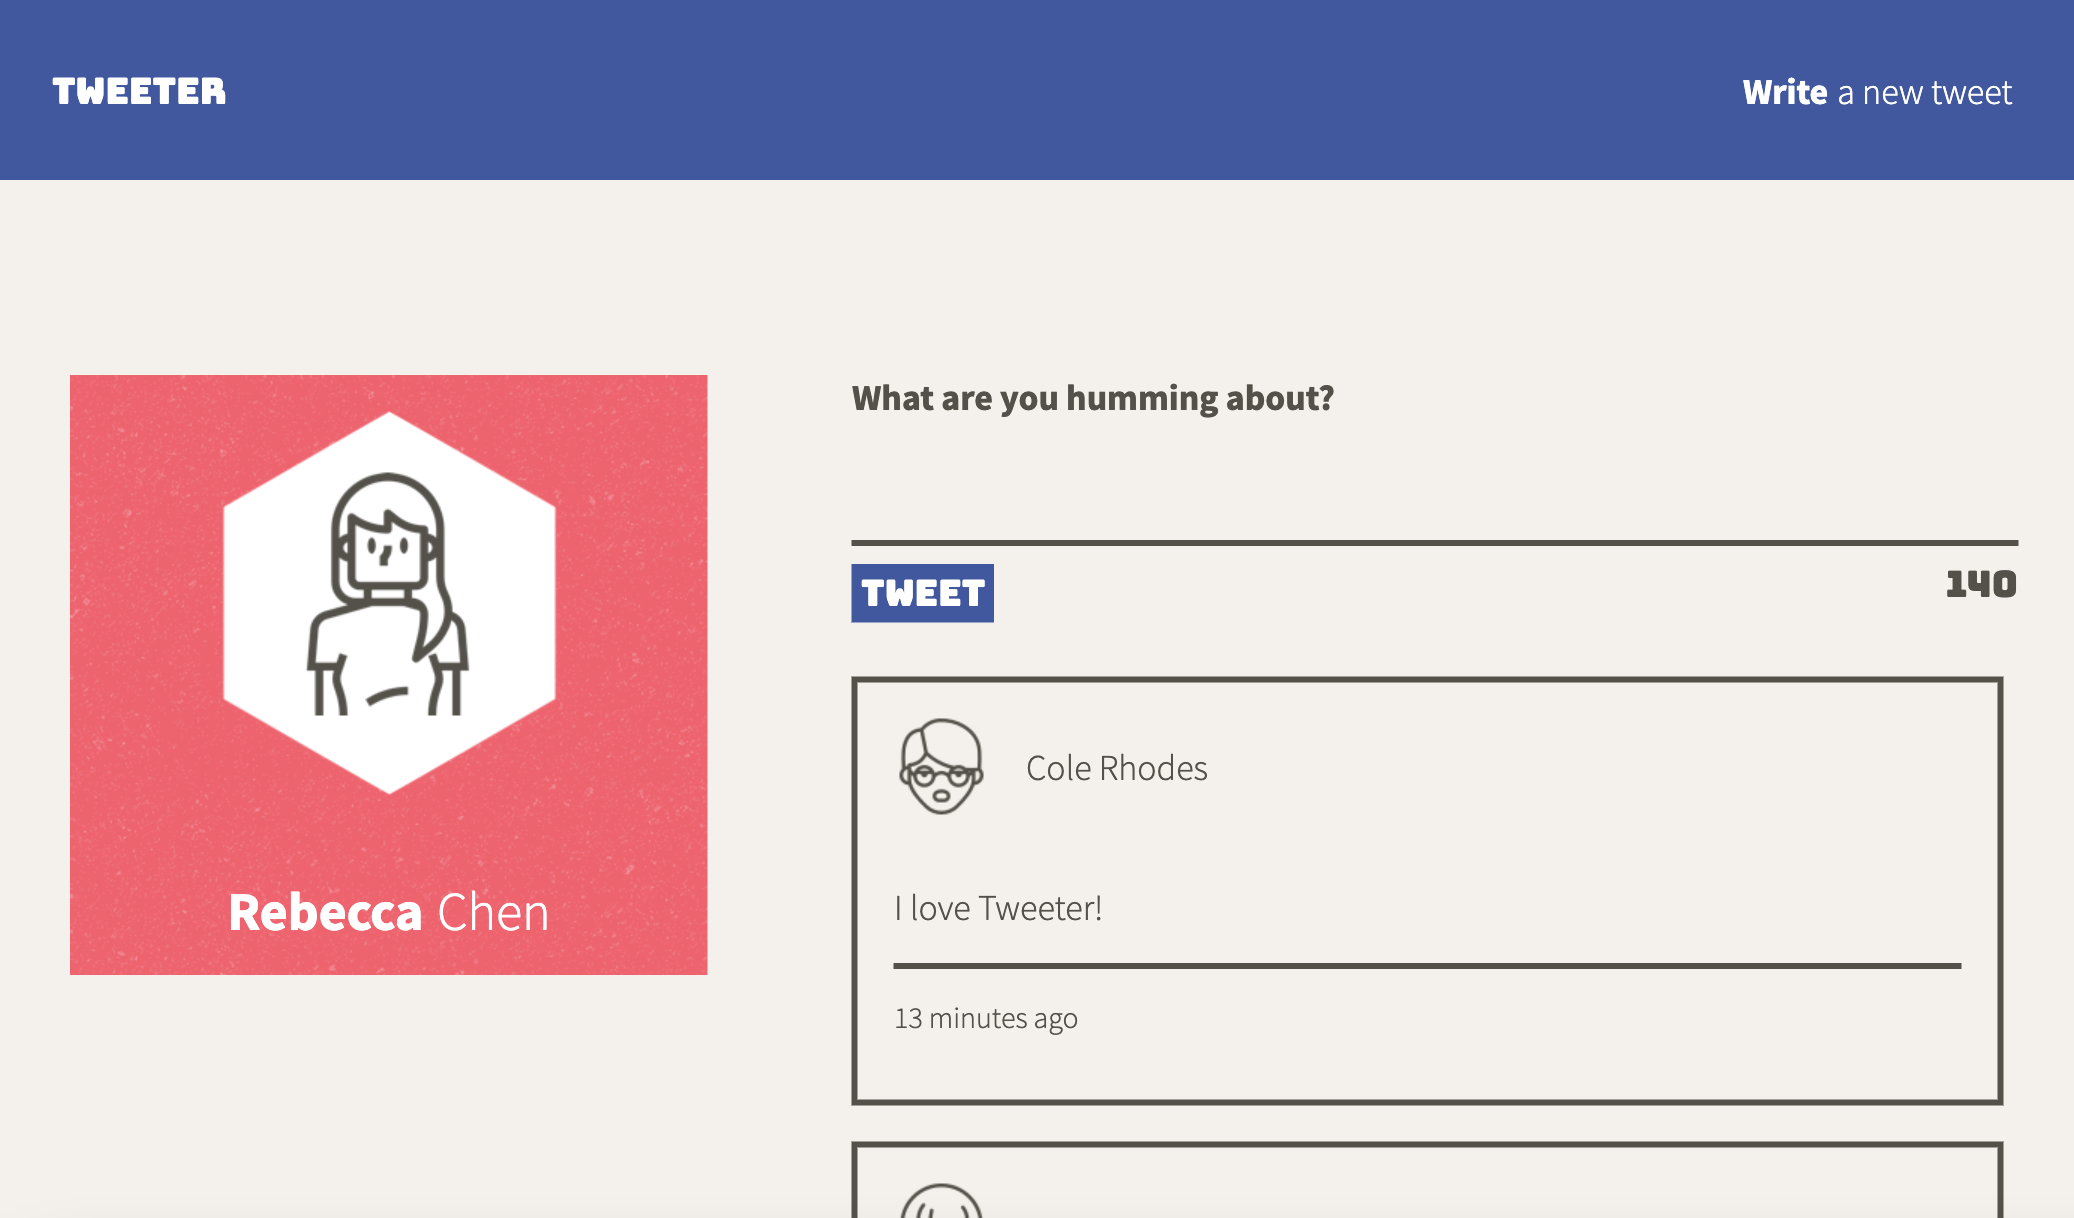 TWEETER
Write a new tweet
Rebecca Chen
What are you humming about?
TWEET
140
Cole Rhodes
I love Tweeter!
13 minutes ago